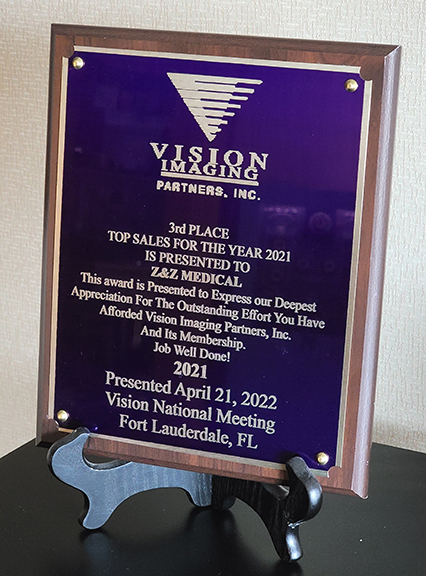 VISION
IMAGING
PARTNERS, INC.
3rd PLACE
TOP SALES FOR THE YEAR 2021
IS PRESENTED TO
Z&Z MEDICAL
This award is Presented to Express our Deepest
Appreciation For The Outstanding Effort You Have
Afforded Vision Imaging Partners, Inc.
And Its Membership.
Job Well Done!
2021
Presented April 21, 2022
Vision National Meeting
Fort Lauderdale, FL